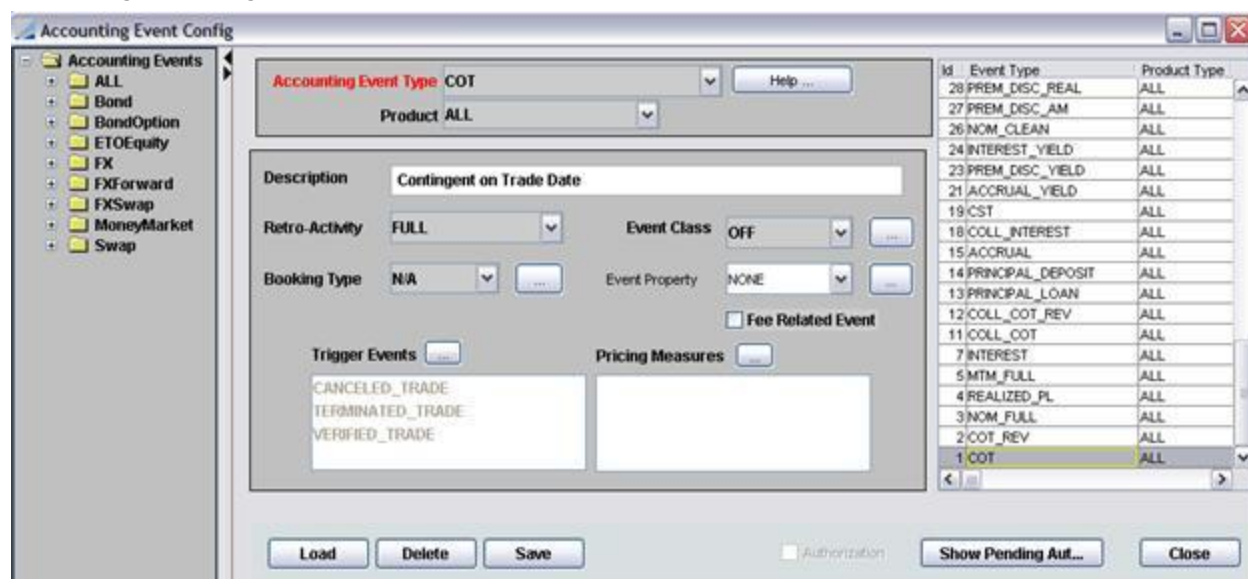 Accounting Event Config
Accounting Events
ALL
Bond
BondOption
ETOEquity
FX
FXForward
FXSwap
MoneyMarket
Swap
Accounting Event Type COT Help ...
Product ALL
Description Contingent on Trade Date
Retro-Activity FULL Event Class OFF ...
Booking Type N/A ... Event Property NONE ...
Fee Related Event
Trigger Events ... Pricing Measures ...
CANCELED_TRADE
TERMINATED_TRADE
VERIFIED_TRADE
Id Event Type Product Type
28 PREM_DISC_REAL ALL
27 PREM_DISC_AM ALL
26 NOM_CLEAN ALL
24 INTEREST_YIELD ALL
23 PREM_DISC_YIELD ALL
21 ACCRUAL_YIELD ALL
19 CST ALL
18 COLL_INTEREST ALL
15 ACCRUAL ALL
14 PRINCIPAL_DEPOSIT ALL
13 PRINCIPAL_LOAN ALL
12 COLL_COT_REV ALL
11 COLL_COT ALL
7 INTEREST ALL
5 MTM_FULL ALL
4 REALIZED_PL ALL
3 NOM_FULL ALL
2 COT_REV ALL
1 COT ALL
Load Delete Save Authorization Show Pending Aut... Close